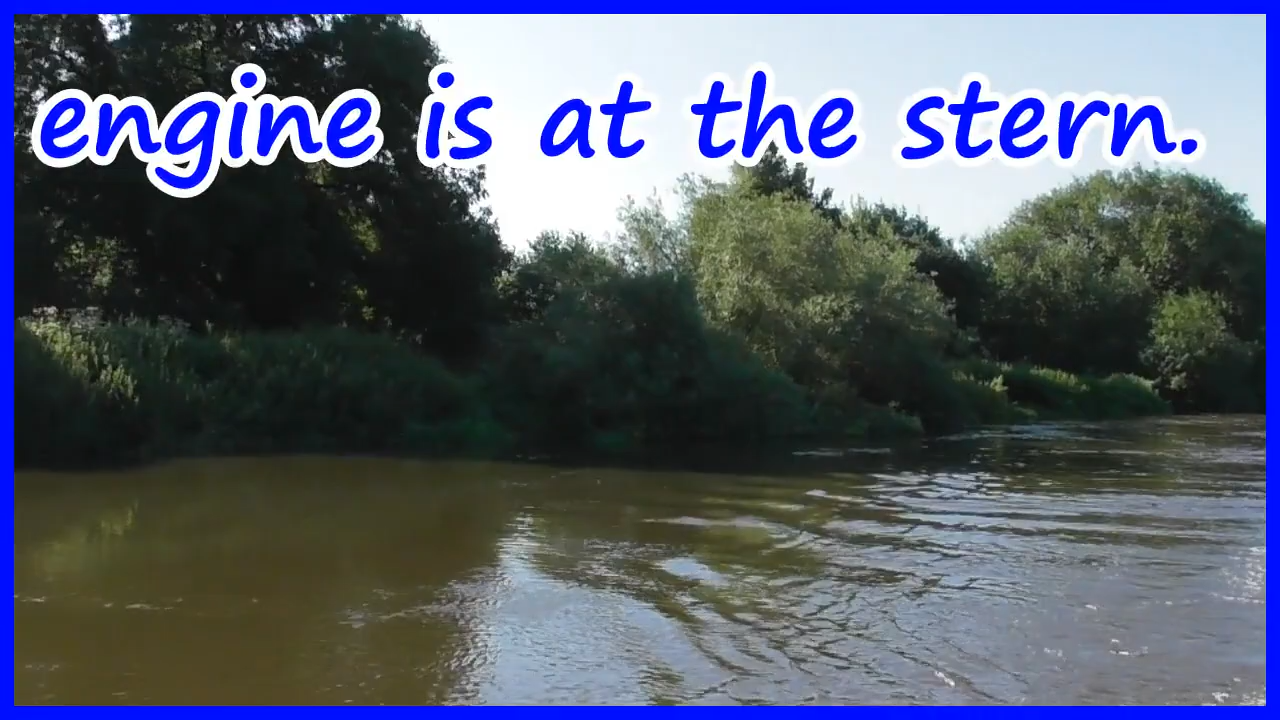 engine is at the stern.